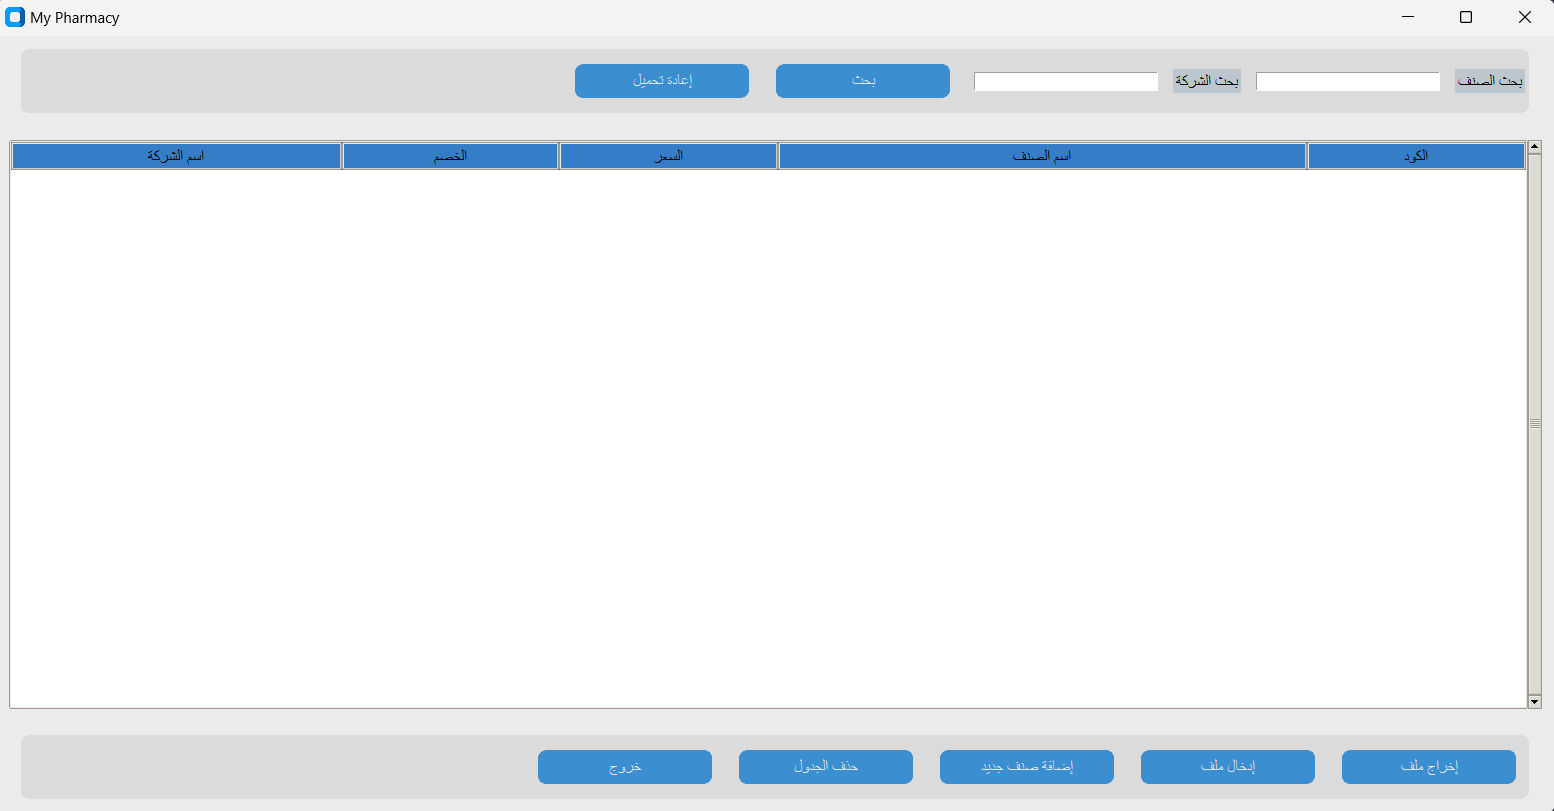 My Pharmacy
بحث الصنف
بحث الشركة
بحث
إعادة تحميل
الكود
اسم الصنف
السعر
الخصم
اسم الشركة
إخراج ملف
إدخال ملف
إضافة صنف جديد
حذف الجدول
خروج